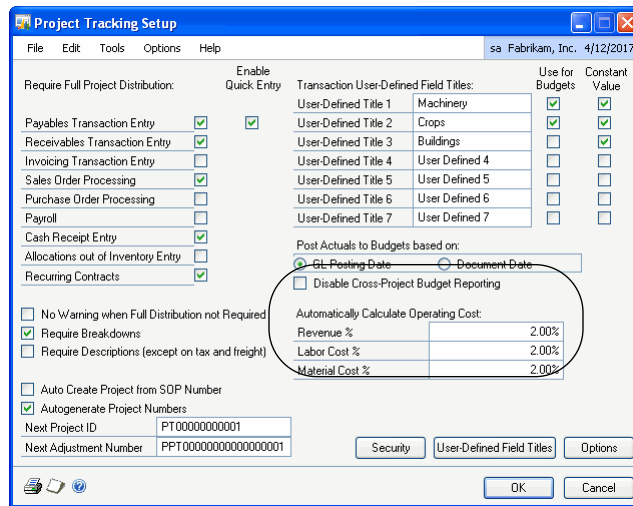 Project Tracking Setup
File Edit Tools Options Help
sa Fabrikam, Inc. 4/12/2017
Require Full Project Distribution:
Enable
Quick Entry
Payables Transaction Entry
Receivables Transaction Entry
Invoicing Transaction Entry
Sales Order Processing
Purchase Order Processing
Payroll
Cash Receipt Entry
Allocations out of Inventory Entry
Recurring Contracts
No Warning when Full Distribution not Required
Require Breakdowns
Require Descriptions (except on tax and freight)
Auto Create Project from SOP Number
Autogenerate Project Numbers
Next Project ID PT00000000001
Next Adjustment Number PPT00000000000000001
Transaction User-Defined Field Titles:
Use for
Budgets
Constant
Value
User-Defined Title 1 Machinery
User-Defined Title 2 Crops
User-Defined Title 3 Buildings
User-Defined Title 4 User Defined 4
User-Defined Title 5 User Defined 5
User-Defined Title 6 User Defined 6
User-Defined Title 7 User Defined 7
Post Actuals to Budgets based on:
GL Posting Date Document Date
Disable Cross-Project Budget Reporting
Automatically Calculate Operating Cost:
Revenue % 2.00%
Labor Cost % 2.00%
Material Cost % 2.00%
Security User-Defined Field Titles Options
OK Cancel